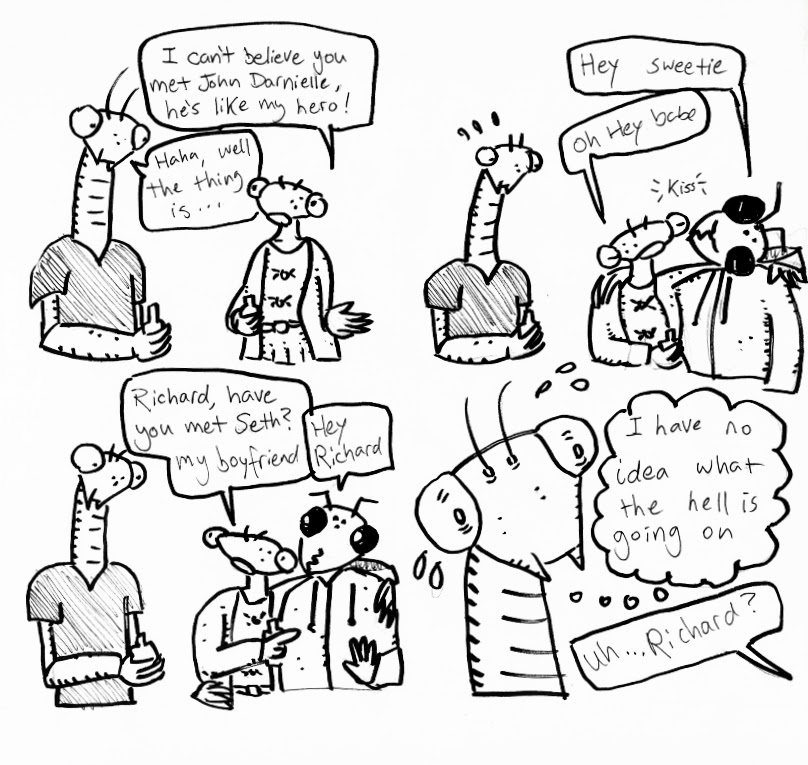 I can't believe you
met John Darnielle,
he's like my hero!
Haha, well
the thing
is...
Hey sweetie
Oh Hey babe
Kiss
Richard, have
you met Seth?
my boyfriend
Hey
Richard
I have no
idea what
the hell is
going on
Uh...Richard?